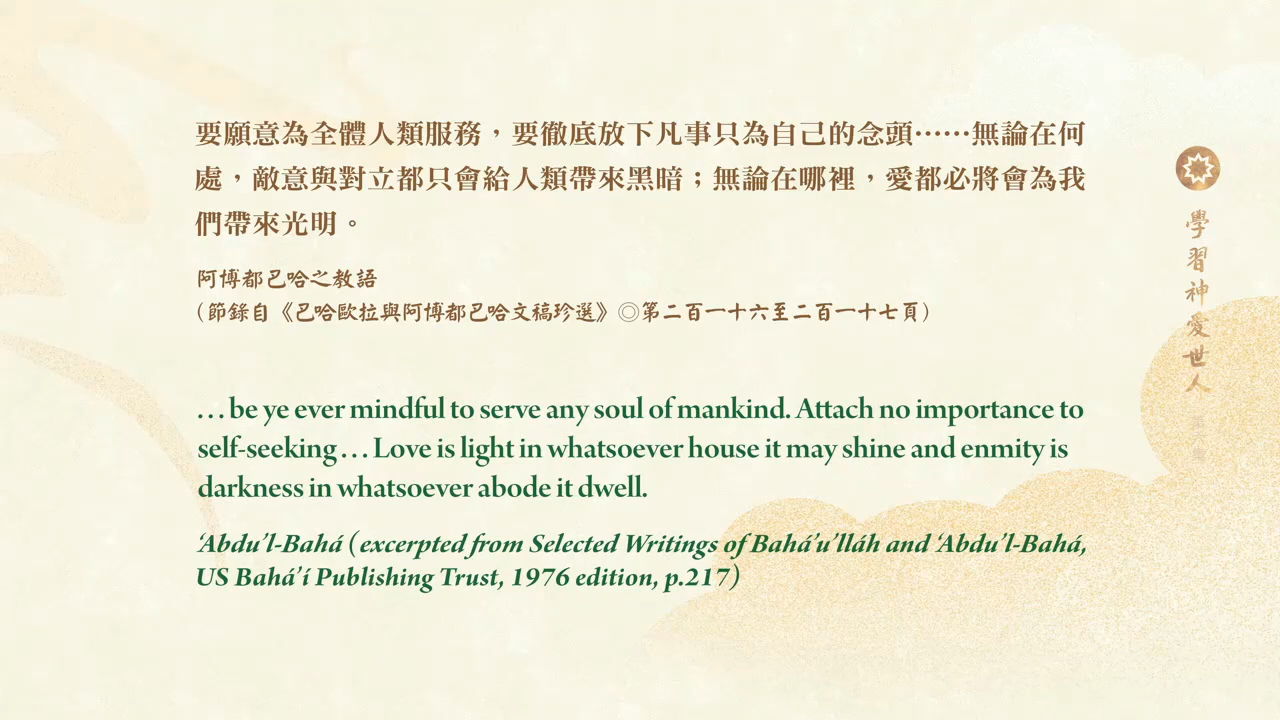 要願意為全體人類服務，要徹底放下凡事只為自己的念頭⋯⋯無論在何
處，敵意與對立都只會給人類帶來黑暗；無論在哪裡，愛都必將會為我
們帶來光明。
阿博都巴哈之教語
（節錄自《巴哈歐拉與阿博都巴哈文稿珍選》◎第二百一十六至二百一十七頁）
… be ye ever mindful to serve any soul of mankind. Attach no importance to
self-seeking … Love is light in whatsoever house it may shine and enmity is
darkness in whatsoever abode it dwell.
‘Abdu’l-Bahá (excerpted from Selected Writings of Bahá’u’lláh and ‘Abdu’l-Bahá,
US Bahá’í Publishing Trust, 1976 edition, p.217)
學習神愛世人